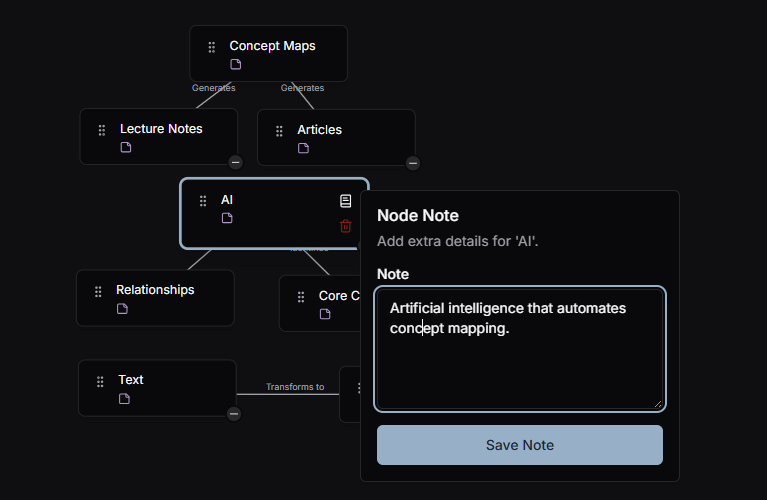 Concept Maps
Generates
Generates
Lecture Notes
Articles
AI
Node Note
Add extra details for 'AI'.
Note
Artificial intelligence that automates
concept mapping.
Save Note
Relationships
Core C
Text
Transforms to